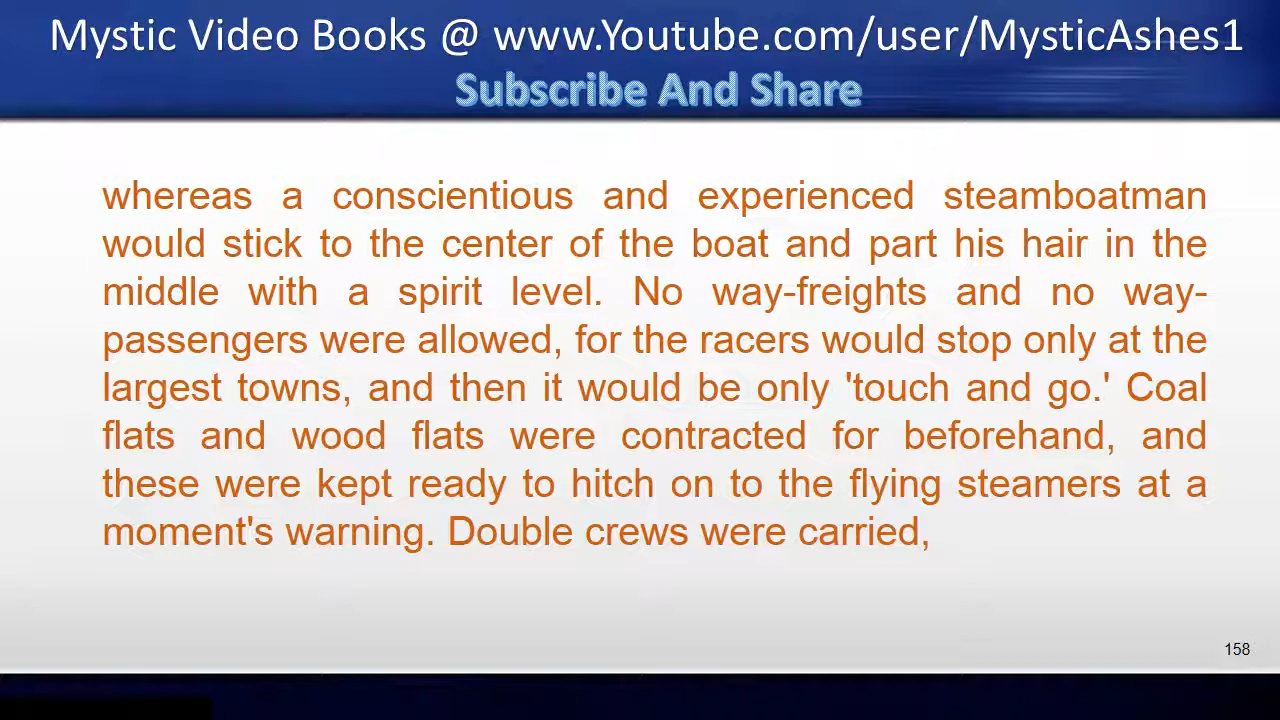 Mystic Video Books @ www.Youtube.com/user/MysticAshes1
Subscribe And Share
whereas a conscientious and experienced steamboatman
would stick to the center of the boat and part his hair in the
middle with a spirit level. No way-freights and no way-
passengers were allowed, for the racers would stop only at the
largest towns, and then it would be only 'touch and go.' Coal
flats and wood flats were contracted for beforehand, and
these were kept ready to hitch on to the flying steamers at a
moment's warning. Double crews were carried,
158